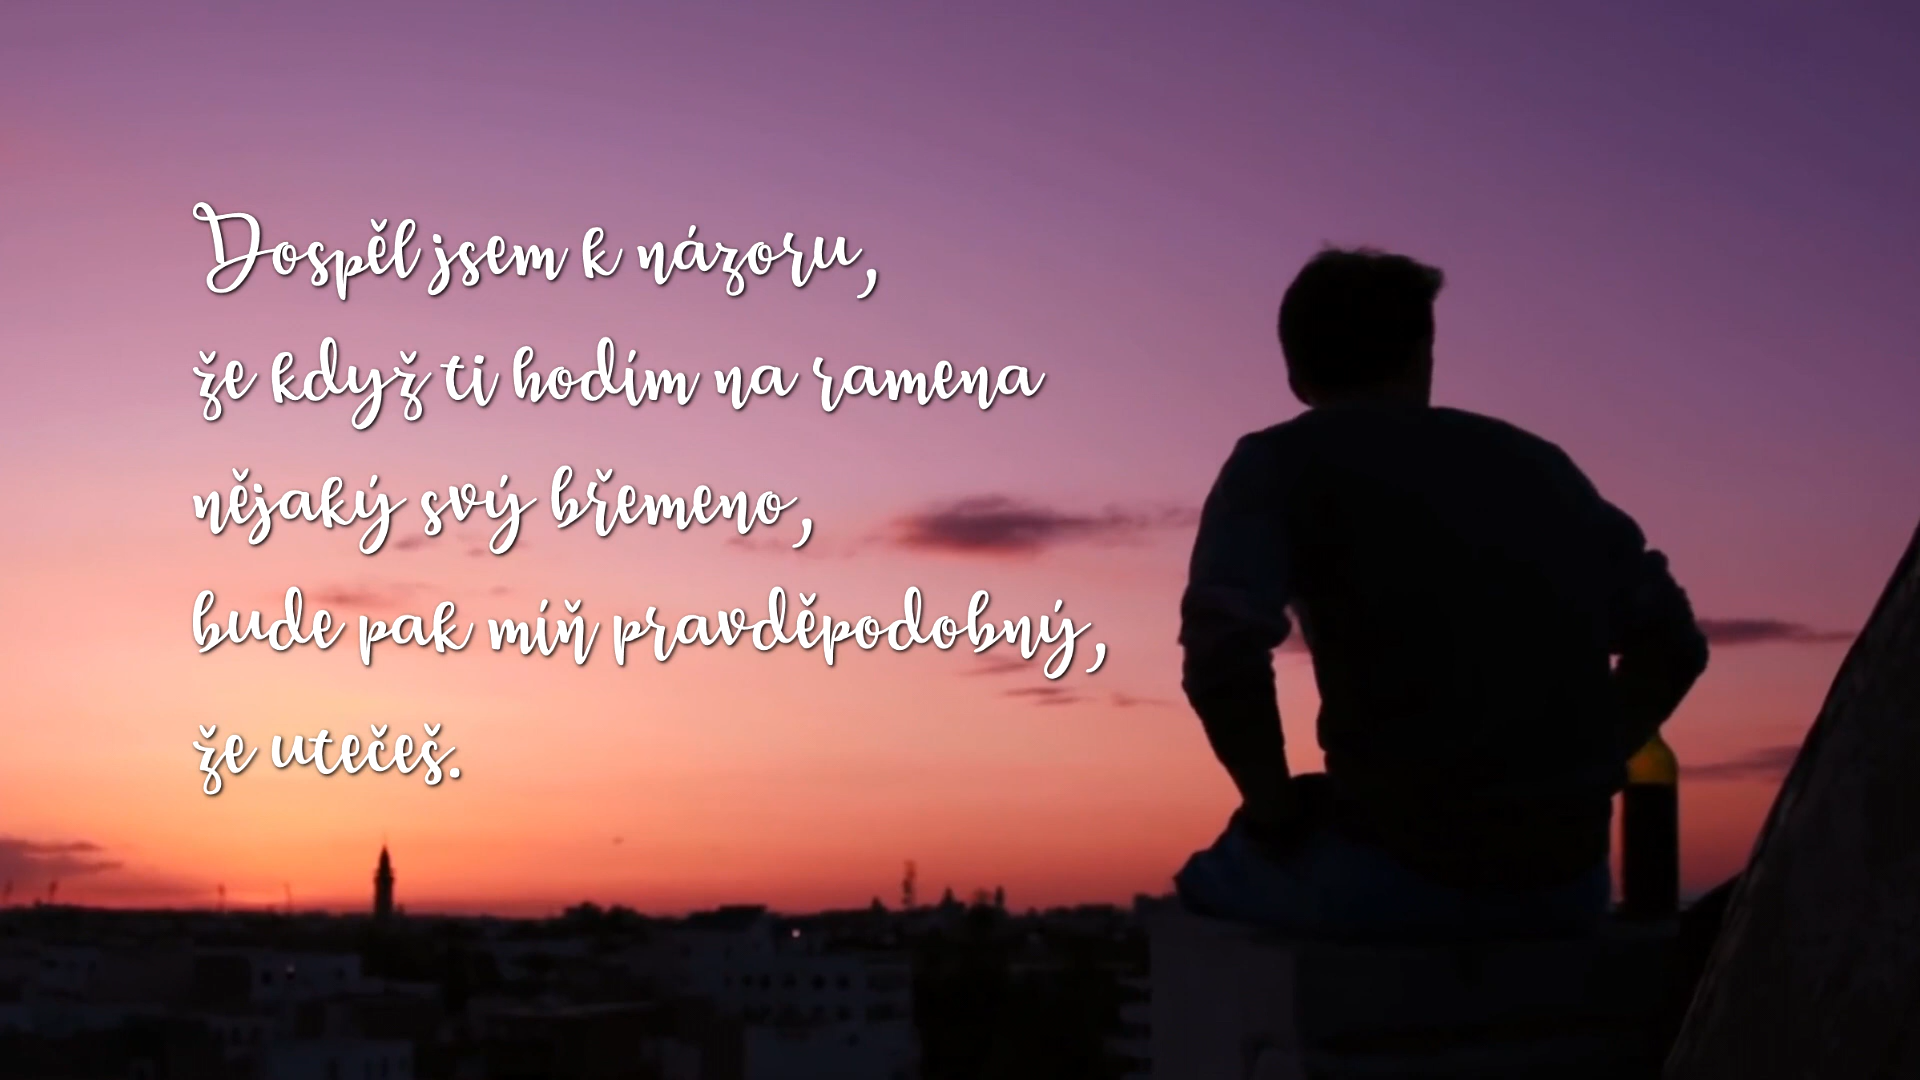 Dospěl jsem k názoru,
že když ti hodím na ramena
nějaký svý břemeno,
bude pak míň pravděpodobný,
že utečeš.